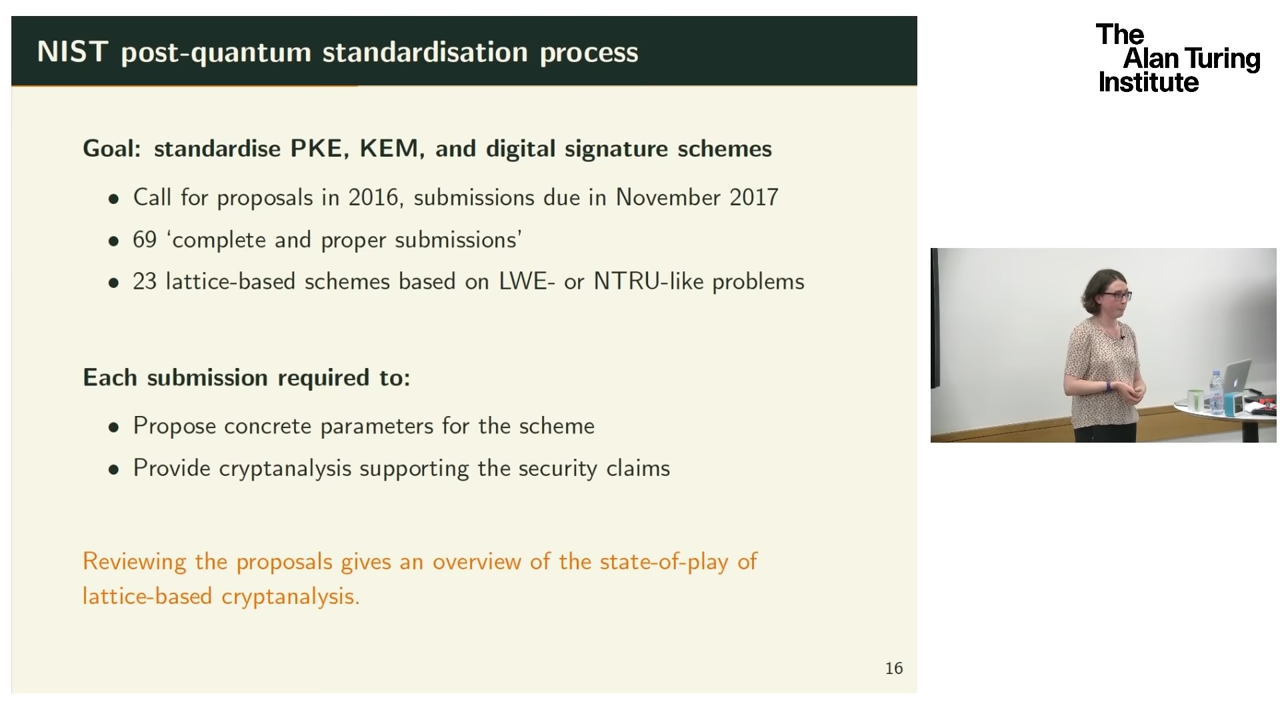 NIST post-quantum standardisation process
Goal: standardise PKE, KEM, and digital signature schemes
• Call for proposals in 2016, submissions due in November 2017
• 69 ‘complete and proper submissions’
• 23 lattice-based schemes based on LWE- or NTRU-like problems
Each submission required to:
• Propose concrete parameters for the scheme
• Provide cryptanalysis supporting the security claims
Reviewing the proposals gives an overview of the state-of-play of
lattice-based cryptanalysis.
16
The
Alan Turing
Institute